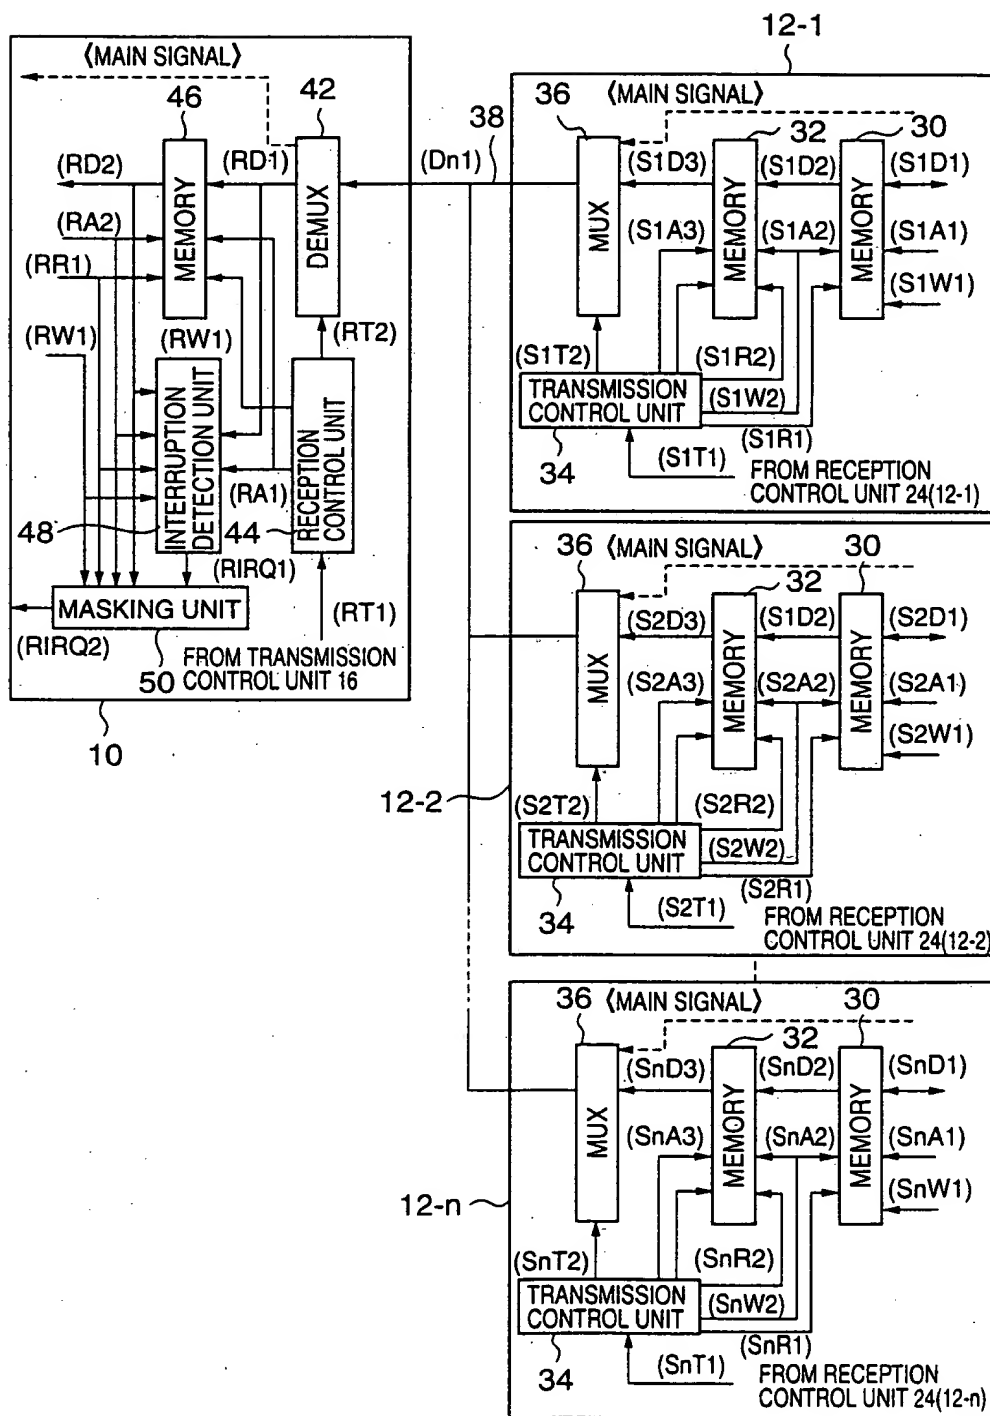 12-1
〈MAIN SIGNAL〉
46
42
(RD2)
(RD1)
(Dn1)
38
(RA2)
(RR1)
MEMORY
DEMUX
(RW1)
(RW1)
(RT2)
INTERRUPTION
DETECTION UNIT
RECEPTION
CONTROL UNIT
(RA1)
48
44
(RIRQ1)
MASKING UNIT
(RT1)
(RIRQ2)
50
FROM TRANSMISSION
CONTROL UNIT 16
10
36
〈MAIN SIGNAL〉
32
30
(S1D3)
(S1D2)
(S1D1)
MUX
MEMORY
MEMORY
(S1A3)
(S1A2)
(S1A1)
(S1W1)
(S1T2)
(S1R2)
TRANSMISSION
CONTROL UNIT
(S1W2)
(S1R1)
34
(S1T1)
FROM RECEPTION
CONTROL UNIT 24(12-1)
12-2
36
〈MAIN SIGNAL〉
32
30
(S2D3)
(S1D2)
(S2D1)
MUX
MEMORY
MEMORY
(S2A3)
(S2A2)
(S2A1)
(S2W1)
(S2T2)
(S2R2)
TRANSMISSION
CONTROL UNIT
(S2W2)
(S2R1)
34
(S2T1)
FROM RECEPTION
CONTROL UNIT 24(12-2)
12-n
36
〈MAIN SIGNAL〉
32
30
(SnD3)
(SnD2)
(SnD1)
MUX
MEMORY
MEMORY
(SnA3)
(SnA2)
(SnA1)
(SnW1)
(SnT2)
(SnR2)
TRANSMISSION
CONTROL UNIT
(SnW2)
(SnR1)
34
(SnT1)
FROM RECEPTION
CONTROL UNIT 24(12-n)